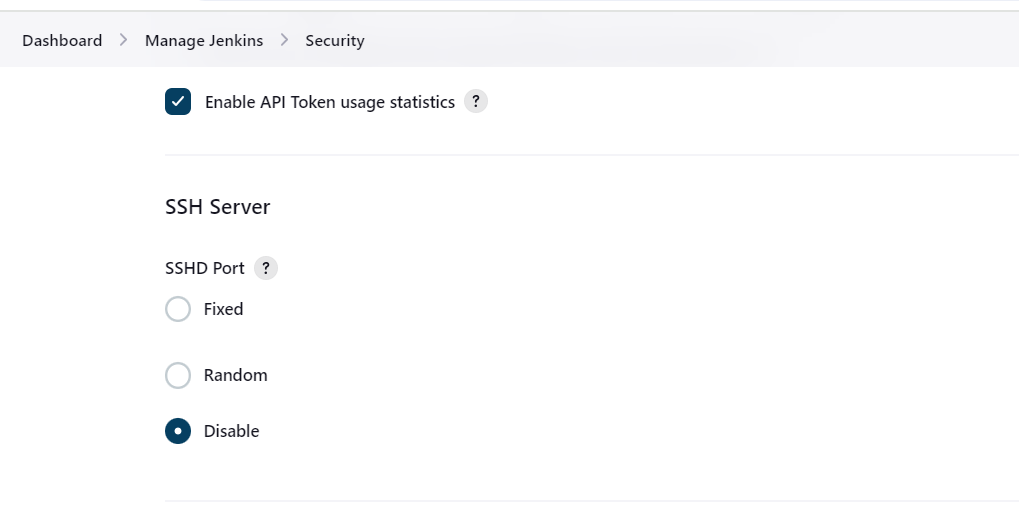 Dashboard > Manage Jenkins > Security
Enable API Token usage statistics ?
SSH Server
SSHD Port ?
Fixed
Random
Disable